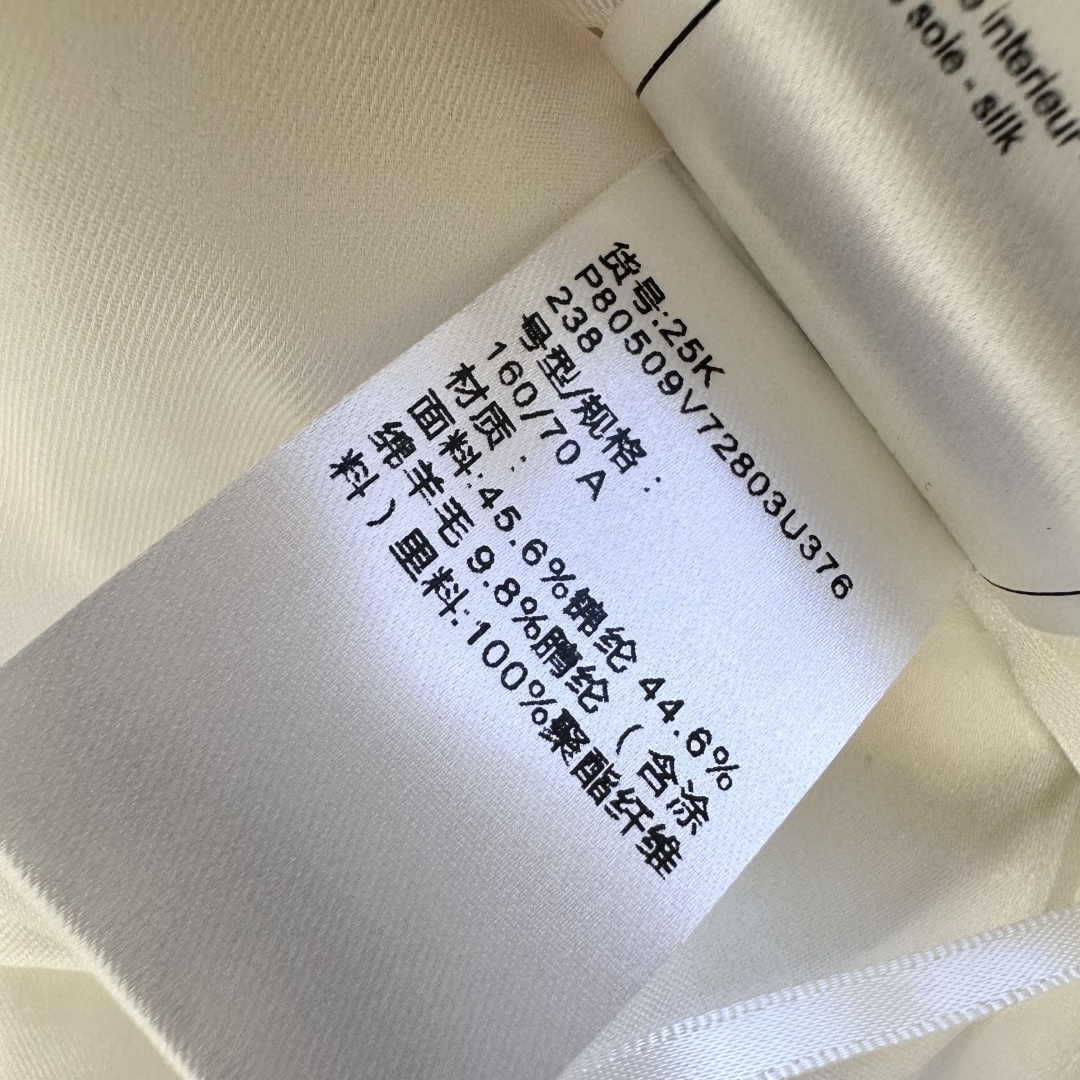 interieur
sole - silk
货号:25K
P80509V72803U376
238
号型/规格:
160/70A
材质:
面料:45.6%锦纶 44.6%
绵羊毛 9.8%腈纶(含涂
料)里料:100%聚酯纤维